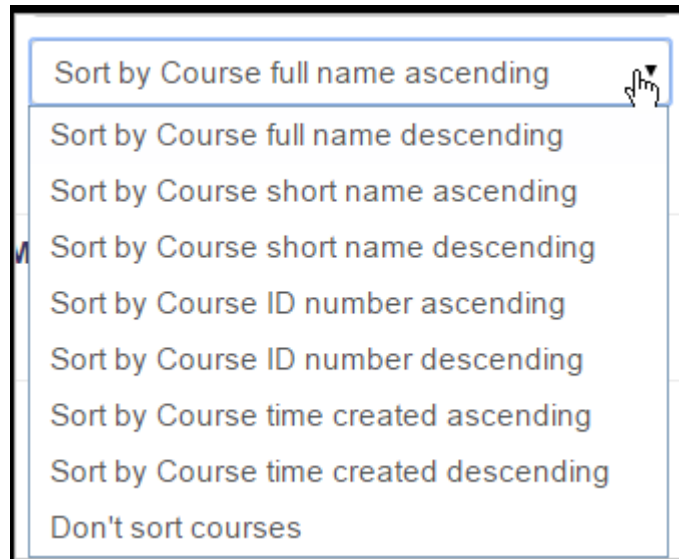 Sort by Course full name ascending
Sort by Course full name descending
Sort by Course short name ascending
Sort by Course short name descending
Sort by Course ID number ascending
Sort by Course ID number descending
Sort by Course time created ascending
Sort by Course time created descending
Don't sort courses